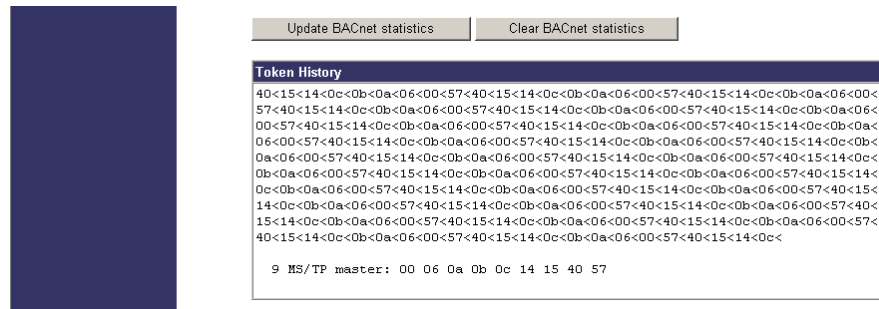 Update BACnet statistics Clear BACnet statistics
Token History
40<15<14<0c<0b<0a<06<00<57<40<15<14<0c<0b<0a<06<00<57<40<15<14<0c<0b<0a<06<00<
57<40<15<14<0c<0b<0a<06<00<57<40<15<14<0c<0b<0a<06<00<57<40<15<14<0c<0b<0a<06<
00<57<40<15<14<0c<0b<0a<06<00<57<40<15<14<0c<0b<0a<06<00<57<40<15<14<0c<0b<0a<
06<00<57<40<15<14<0c<0b<0a<06<00<57<40<15<14<0c<0b<0a<06<00<57<40<15<14<0c<0b<
0a<06<00<57<40<15<14<0c<0b<0a<06<00<57<40<15<14<0c<0b<0a<06<00<57<40<15<14<0c<
0b<0a<06<00<57<40<15<14<0c<0b<0a<06<00<57<40<15<14<0c<0b<0a<06<00<57<40<15<14<
0c<0b<0a<06<00<57<40<15<14<0c<0b<0a<06<00<57<40<15<14<0c<0b<0a<06<00<57<40<15<
14<0c<0b<0a<06<00<57<40<15<14<0c<0b<0a<06<00<57<40<15<14<0c<0b<0a<06<00<57<40<
15<14<0c<0b<0a<06<00<57<40<15<14<0c<0b<0a<06<00<57<40<15<14<0c<0b<0a<06<00<57<
40<15<14<0c<0b<0a<06<00<57<40<15<14<0c<0b<0a<06<00<57<40<15<14<0c<
9 MS/TP master: 00 06 0a 0b 0c 14 15 40 57